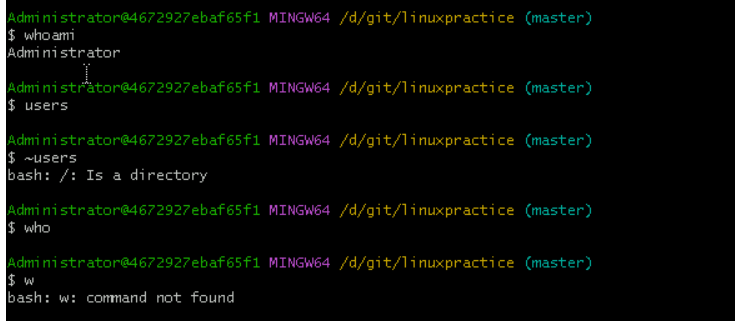 Administrator@4672927ebaf65f1 MINGW64 /d/git/linuxpractice (master)
$ whoami
Administrator
Administrator@4672927ebaf65f1 MINGW64 /d/git/linuxpractice (master)
$ users
Administrator@4672927ebaf65f1 MINGW64 /d/git/linuxpractice (master)
$ ~users
bash: /: Is a directory
Administrator@4672927ebaf65f1 MINGW64 /d/git/linuxpractice (master)
$ who
Administrator@4672927ebaf65f1 MINGW64 /d/git/linuxpractice (master)
$ w
bash: w: command not found